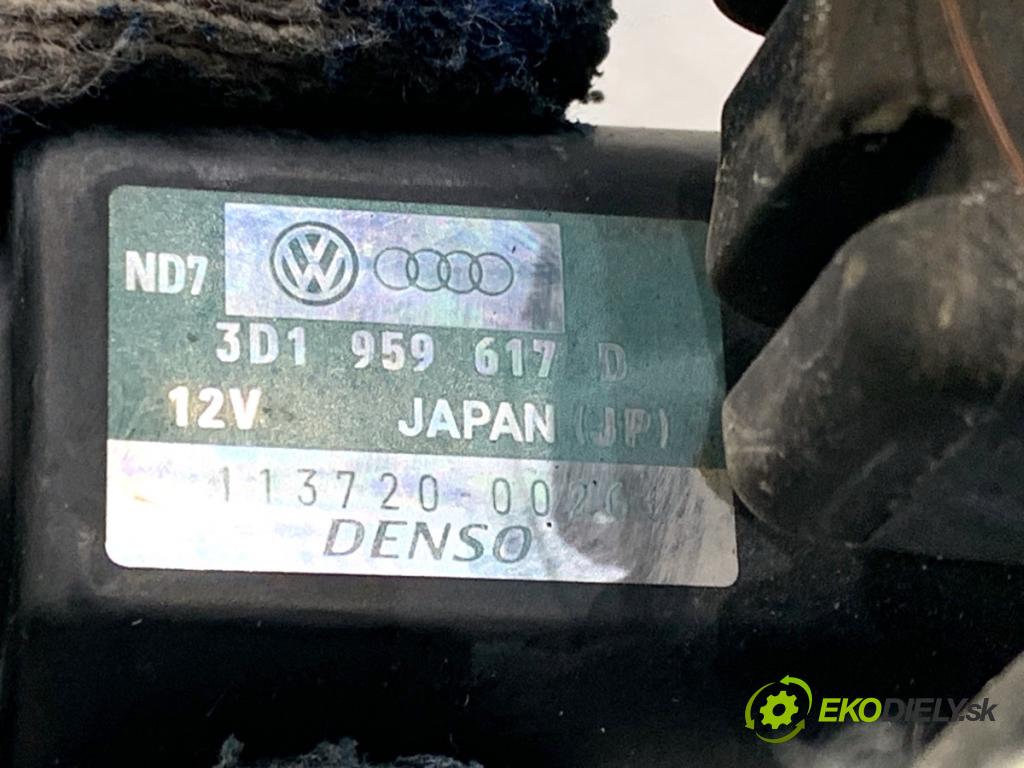 ND7
3D1 959 617 D
12V JAPAN (JP)
DENSO
EKODIELY.sk